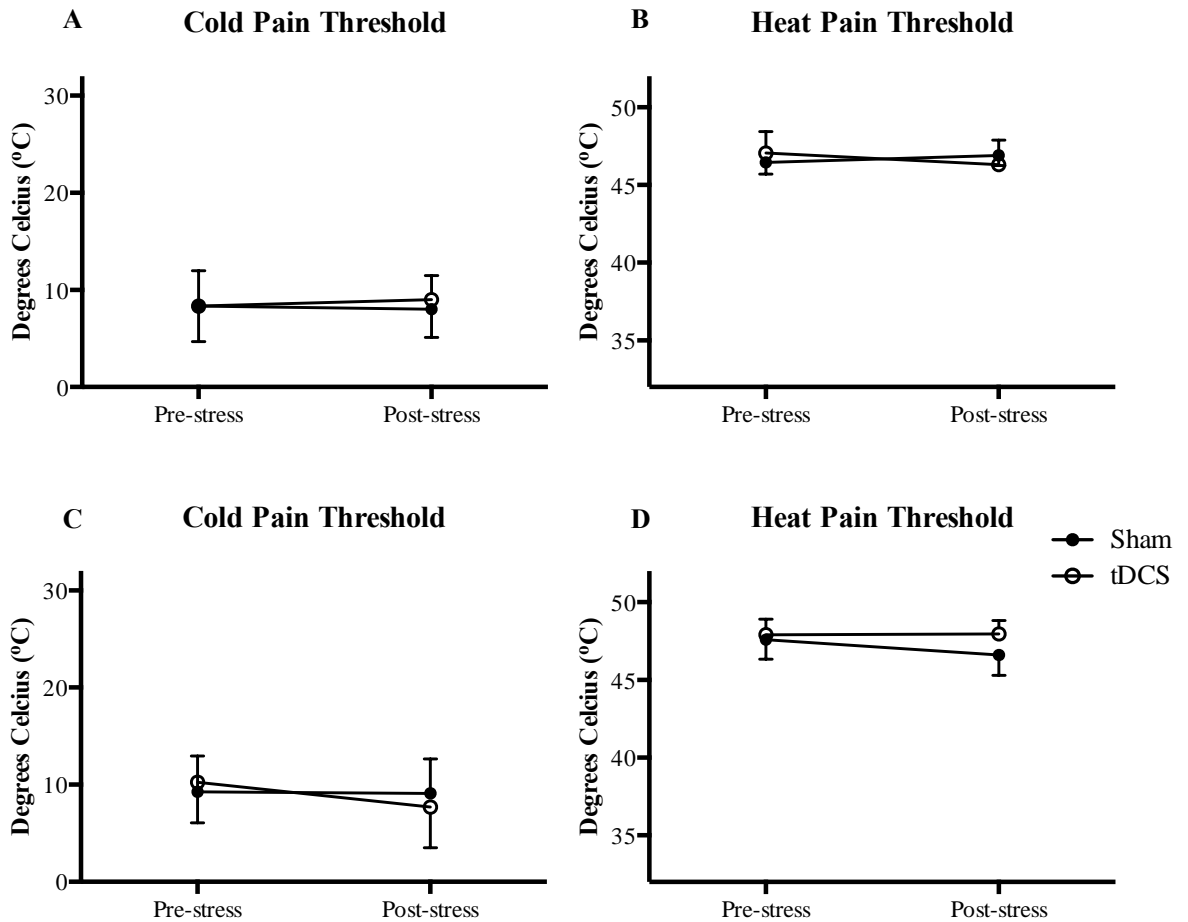 A
Cold Pain Threshold
Degrees Celcius (ºC)
30
20
10
0
Pre-stress Post-stress
B
Heat Pain Threshold
Degrees Celcius (ºC)
50
45
40
35
Pre-stress Post-stress
C
Cold Pain Threshold
Degrees Celcius (ºC)
30
20
10
0
Pre-stress Post-stress
D
Heat Pain Threshold
Degrees Celcius (ºC)
50
45
40
35
Pre-stress Post-stress
Sham
tDCS